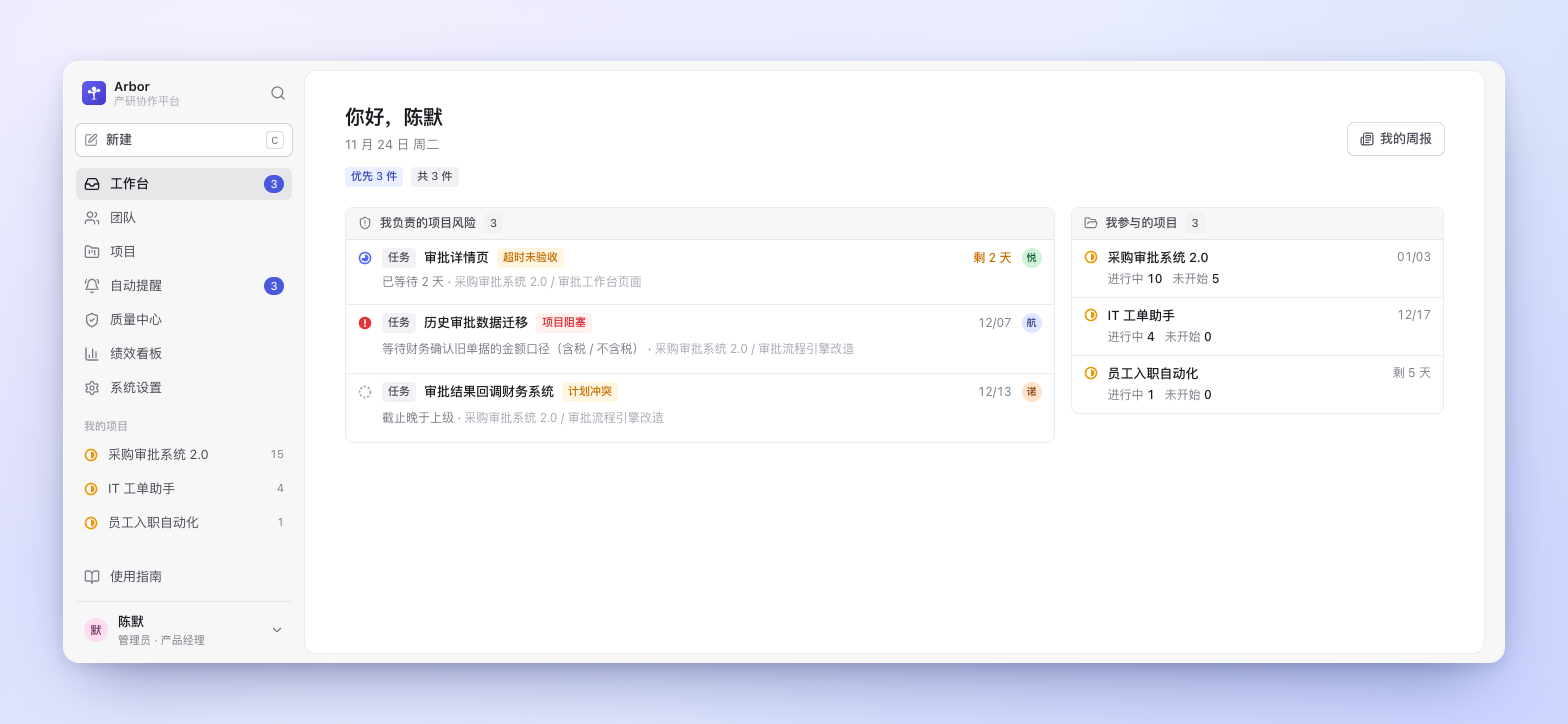 Arbor
产研协作平台
新建
C
工作台 3
团队
项目
自动提醒 3
质量中心
绩效看板
系统设置
我的项目
采购审批系统 2.0 15
IT 工单助手 4
员工入职自动化 1
使用指南
默
陈默
管理员 · 产品经理
你好，陈默
11 月 24 日 周二
优先 3 件 共 3 件
我的周报
我负责的项目风险 3
任务 审批详情页 超时未验收 剩 2 天 悦
已等待 2 天 · 采购审批系统 2.0 / 审批工作台页面
任务 历史审批数据迁移 项目阻塞 12/07 航
等待财务确认旧单据的金额口径（含税 / 不含税） · 采购审批系统 2.0 / 审批流程引擎改造
任务 审批结果回调财务系统 计划冲突 12/13 诺
截止晚于上级 · 采购审批系统 2.0 / 审批流程引擎改造
我参与的项目 3
采购审批系统 2.0 01/03
进行中 10 未开始 5
IT 工单助手 12/17
进行中 4 未开始 0
员工入职自动化 剩 5 天
进行中 1 未开始 0